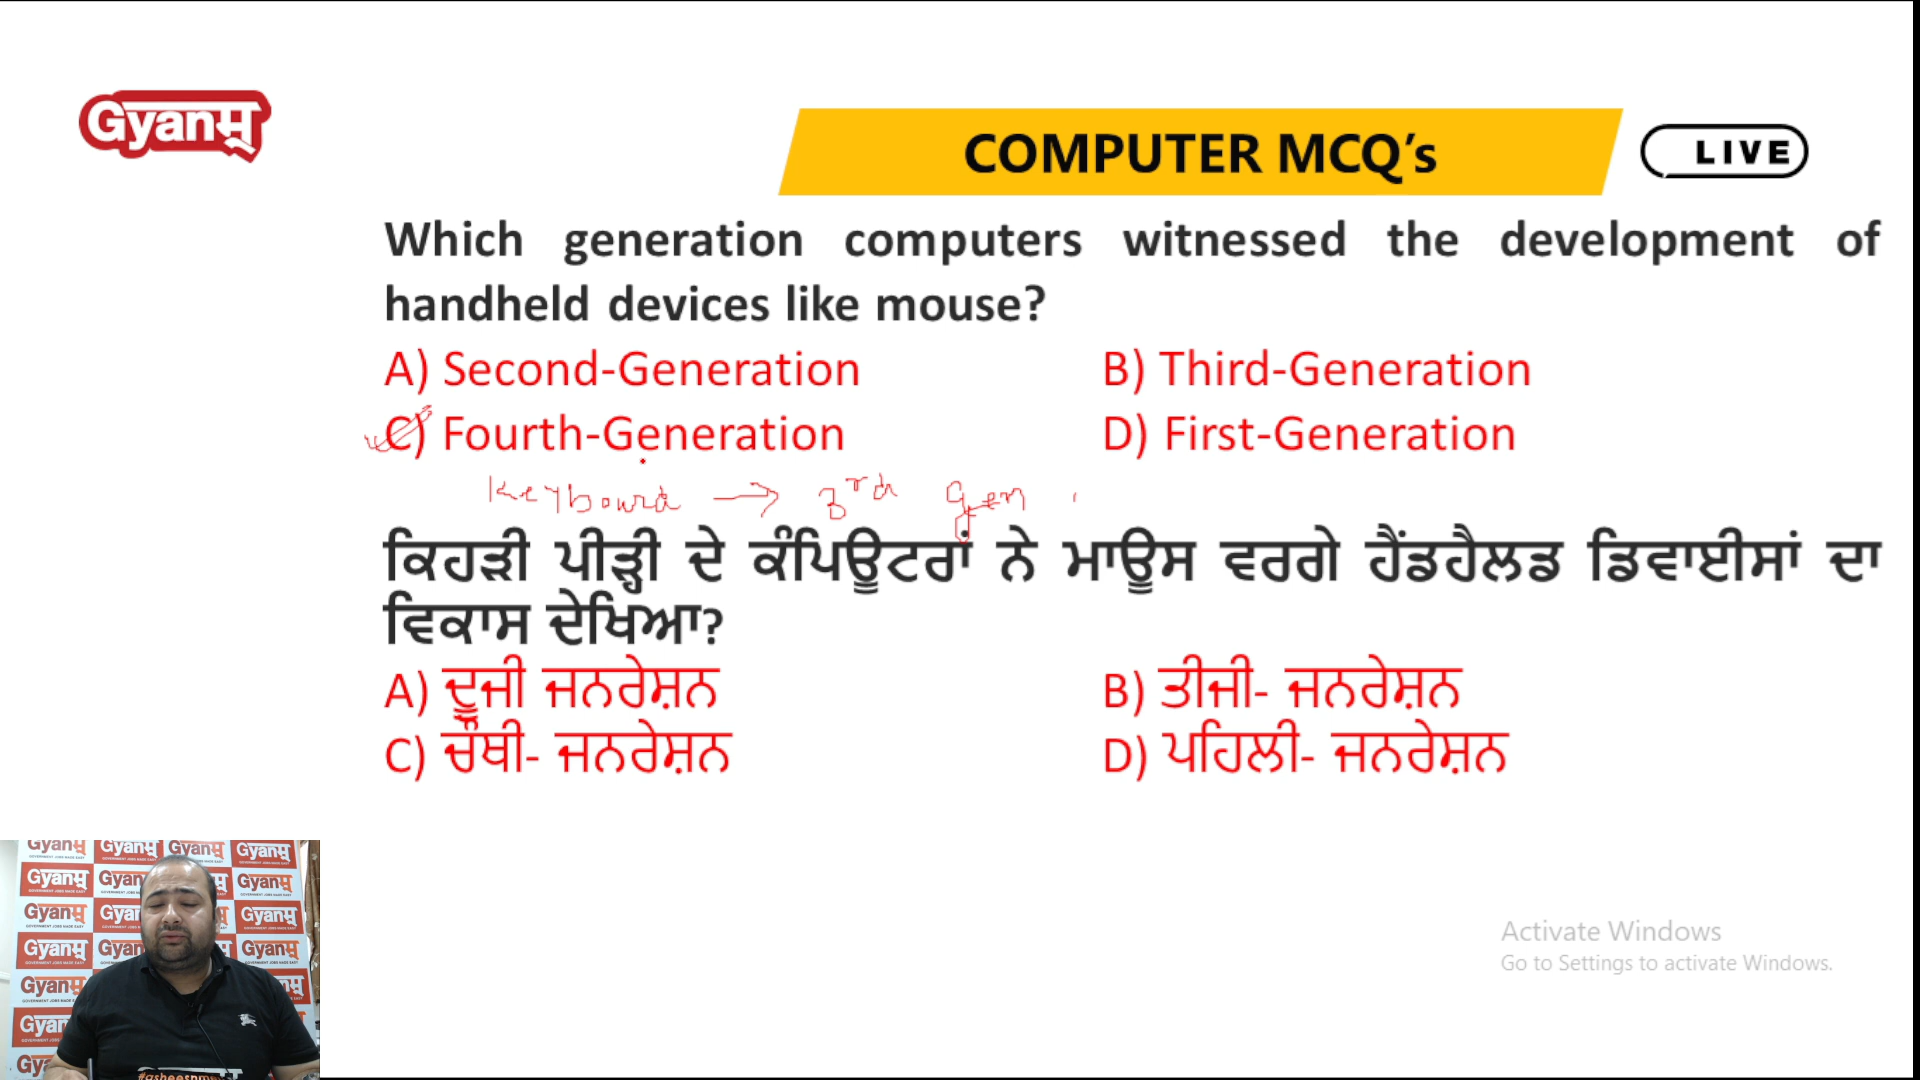 Gyanਸ੍ਰ
COMPUTER MCQ's
LIVE
Which generation computers witnessed the development of
handheld devices like mouse?
A) Second-Generation B) Third-Generation
C) Fourth-Generation D) First-Generation
Keyboard → 3rd gen
ਕਿਹੜੀ ਪੀੜ੍ਹੀ ਦੇ ਕੰਪਿਊਟਰਾਂ ਨੇ ਮਾਊਸ ਵਰਗੇ ਹੈਂਡਹੈਲਡ ਡਿਵਾਈਸਾਂ ਦਾ
ਵਿਕਾਸ ਦੇਖਿਆ?
A) ਦੂਜੀ ਜਨਰੇਸ਼ਨ B) ਤੀਜੀ- ਜਨਰੇਸ਼ਨ
C) ਚੌਥੀ- ਜਨਰੇਸ਼ਨ D) ਪਹਿਲੀ- ਜਨਰੇਸ਼ਨ
Activate Windows
Go to Settings to activate Windows.